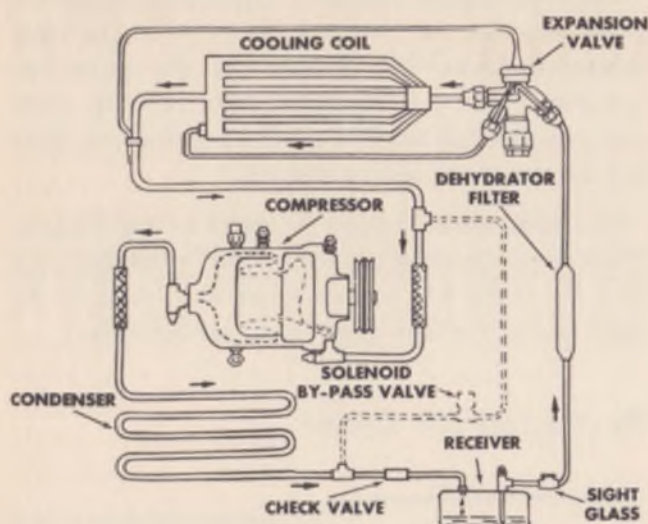 EXPANSION
VALVE
COOLING COIL
DEHYDRATOR
FILTER
COMPRESSOR
SOLENOID
BY-PASS VALVE
CONDENSER
RECEIVER
CHECK VALVE
SIGHT
GLASS